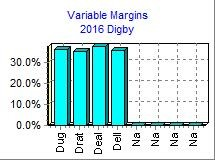 Variable Margins
2016 Digby
30.0%
20.0%
10.0%
0.0%
Dug
Drat
Deal
Dell
Na
Na
Na
Na